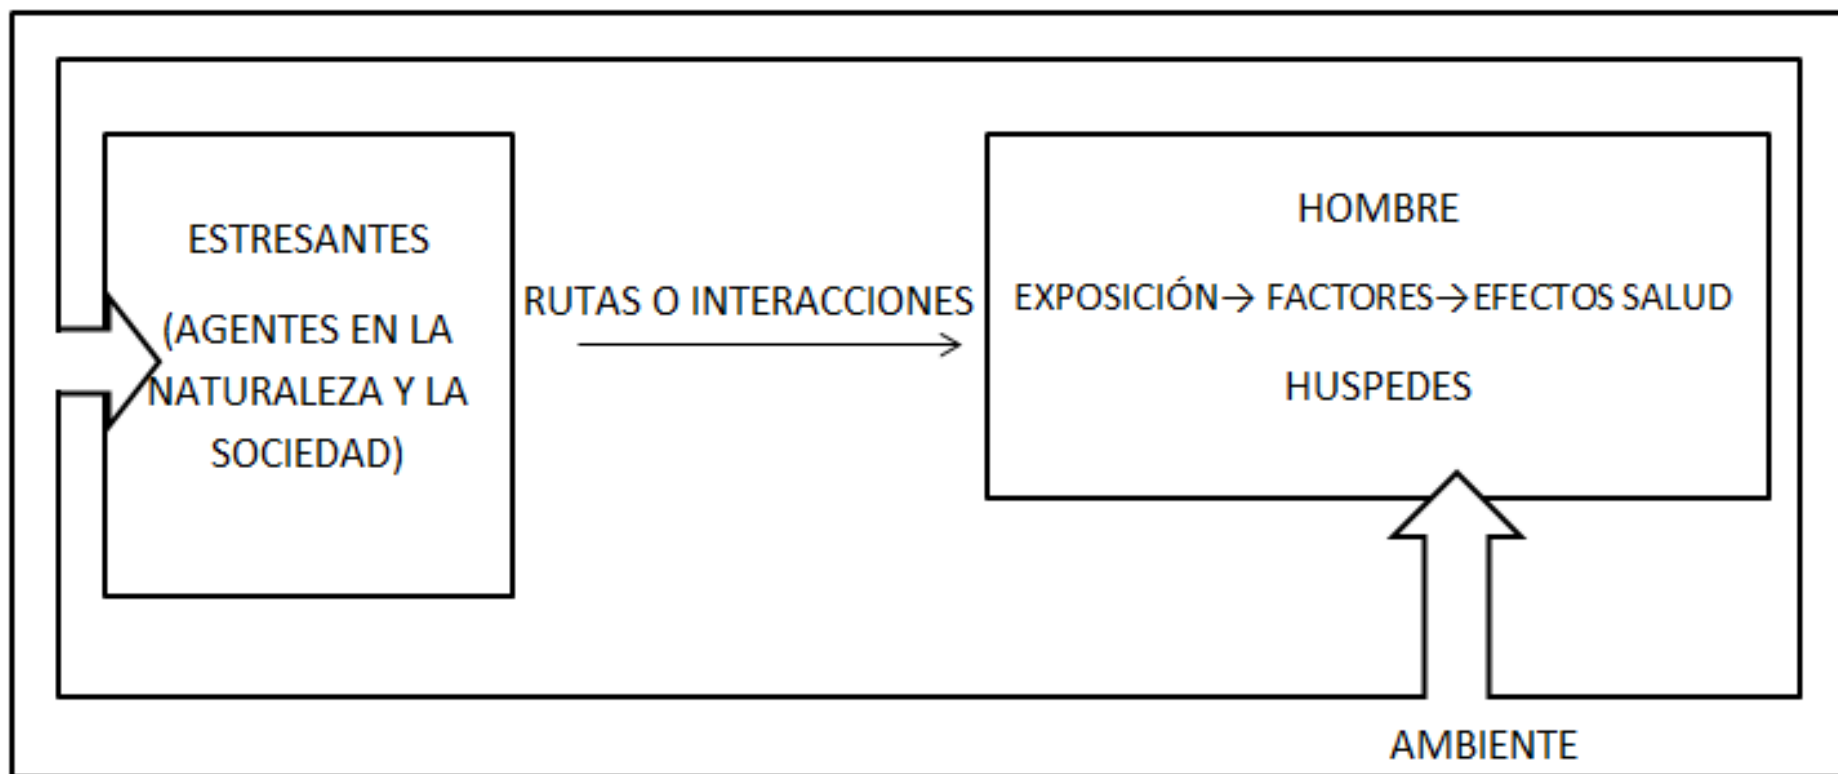 ESTRESANTES
(AGENTES EN LA
NATURALEZA Y LA
SOCIEDAD)
RUTAS O INTERACCIONES
HOMBRE
EXPOSICIÓN→ FACTORES→EFECTOS SALUD
HUSPEDES
AMBIENTE